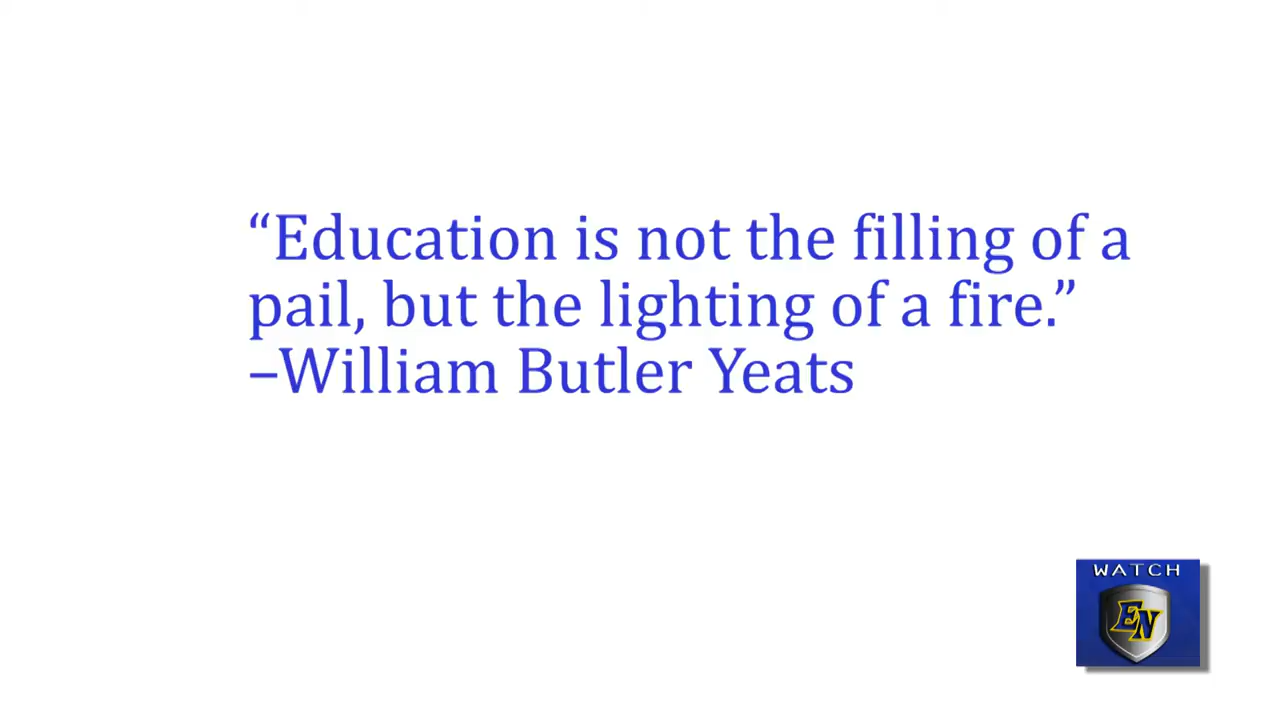 “Education is not the filling of a
pail, but the lighting of a fire.”
–William Butler Yeats
WATCH
EN